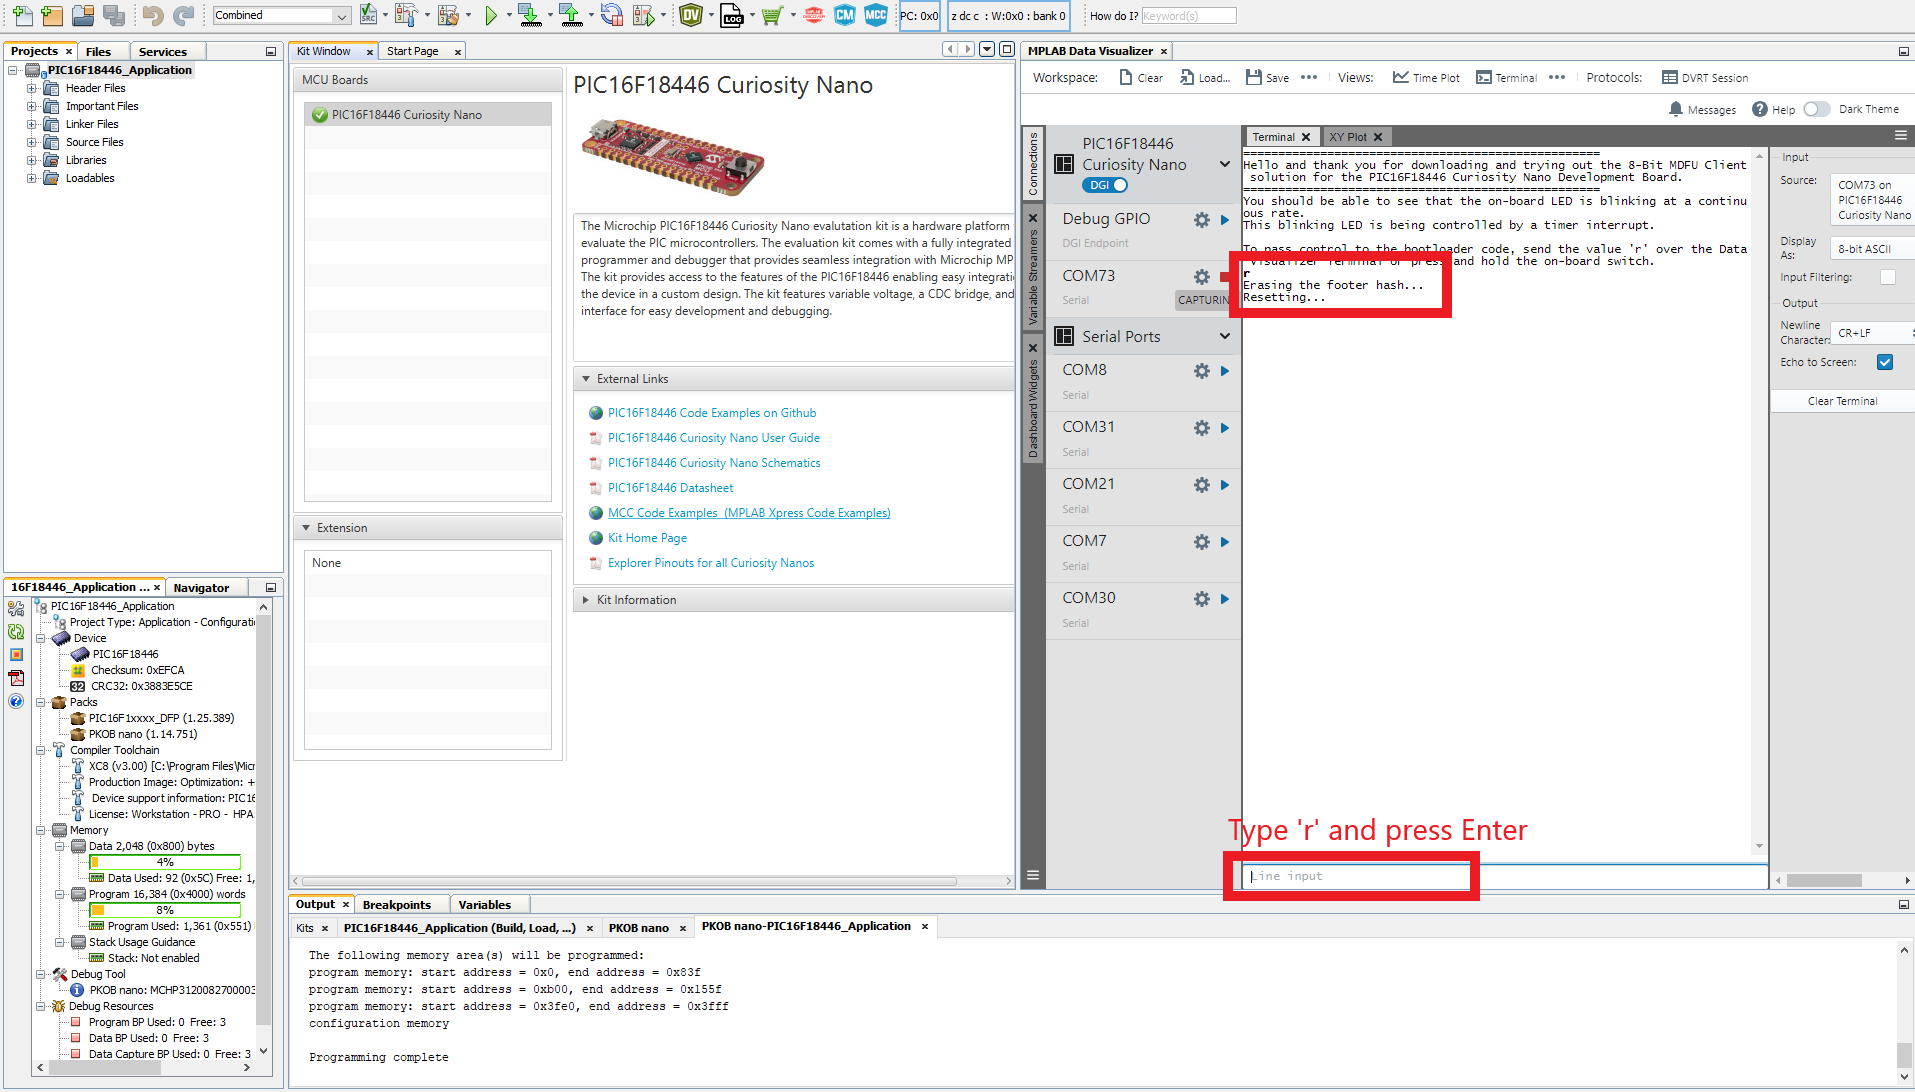 Combined
SRC
DV
LOG
CM
MCC
PC: 0x0
z dc c : W:0x0 : bank 0
How do I?
Keyword(s)
Projects
Files
Services
PIC16F18446_Application
Header Files
Important Files
Linker Files
Source Files
Libraries
Loadables
16F18446_Application ...
Navigator
PIC16F18446_Application
Project Type: Application - Configurati
Device
PIC16F18446
Checksum: 0xEFCA
32 CRC32: 0x3883E5CE
Packs
PIC16F1xxxx_DFP (1.25.389)
PKOB nano (1.14.751)
Compiler Toolchain
XC8 (v3.00) [C:\Program Files\Micr
Production Image: Optimization: +
Device support information: PIC16
License: Workstation - PRO - HPA
Memory
Data 2,048 (0x800) bytes
4%
Data Used: 92 (0x5C) Free: 1,
Program 16,384 (0x4000) words
8%
Program Used: 1,361 (0x551)
Stack Usage Guidance
Stack: Not enabled
Debug Tool
PKOB nano: MCHP3120082700003
Debug Resources
Program BP Used: 0 Free: 3
Data BP Used: 0 Free: 3
Data Capture BP Used: 0 Free: 3
Kit Window
Start Page
MCU Boards
PIC16F18446 Curiosity Nano
Extension
None
PIC16F18446 Curiosity Nano
The Microchip PIC16F18446 Curiosity Nano evalutation kit is a hardware platform
evaluate the PIC microcontrollers. The evaluation kit comes with a fully integrated
programmer and debugger that provides seamless integration with Microchip MP
The kit provides access to the features of the PIC16F18446 enabling easy integratio
the device in a custom design. The kit features variable voltage, a CDC bridge, and
interface for easy development and debugging.
External Links
PIC16F18446 Code Examples on Github
PIC16F18446 Curiosity Nano User Guide
PIC16F18446 Curiosity Nano Schematics
PIC16F18446 Datasheet
MCC Code Examples (MPLAB Xpress Code Examples)
Kit Home Page
Explorer Pinouts for all Curiosity Nanos
Kit Information
MPLAB Data Visualizer
Workspace: Clear Load... Save Views: Time Plot Terminal Protocols: DVRT Session
Messages Help Dark Theme
Connections
Variable Streamers
Dashboard Widgets
PIC16F18446
Curiosity Nano
DGI
Debug GPIO
DGI Endpoint
COM73
Serial
CAPTURIN
Serial Ports
COM8
Serial
COM31
Serial
COM21
Serial
COM7
Serial
COM30
Serial
Terminal
XY Plot
===============================================
Hello and thank you for downloading and trying out the 8-Bit MDFU Client
solution for the PIC16F18446 Curiosity Nano Development Board.
===============================================
You should be able to see that the on-board LED is blinking at a continu
ous rate.
This blinking LED is being controlled by a timer interrupt.
To pass control to the bootloader code, send the value 'r' over the Data
Visualizer Terminal or press and hold the on-board switch.
r
Erasing the footer hash...
Resetting...
Type 'r' and press Enter
Line input
Input
Source:
COM73 on
PIC16F18446
Curiosity Nano
Display
As:
8-bit ASCII
Input Filtering:
Output
Newline
Character:
CR+LF
Echo to Screen:
Clear Terminal
Output
Breakpoints
Variables
Kits
PIC16F18446_Application (Build, Load, ...)
PKOB nano
PKOB nano-PIC16F18446_Application
The following memory area(s) will be programmed:
program memory: start address = 0x0, end address = 0x83f
program memory: start address = 0xb00, end address = 0x155f
program memory: start address = 0x3fe0, end address = 0x3fff
configuration memory
Programming complete